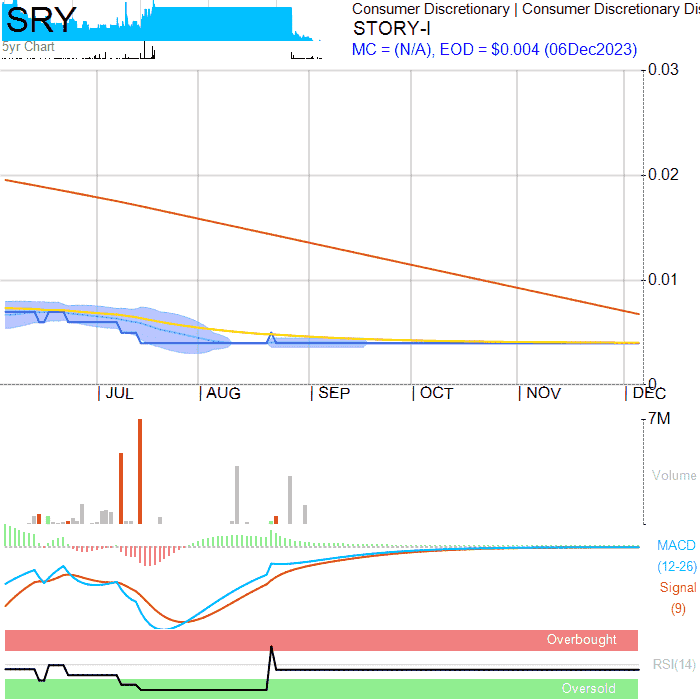 SRY
5yr Chart
Consumer Discretionary | Consumer Discretionary Dis
STORY-I
MC = (N/A), EOD = $0.004 (06Dec2023)
0.03
0.02
0.01
0
JUL AUG SEP OCT NOV DEC
7M
Volume
MACD
(12-26)
Signal
(9)
Overbought
RSI(14)
Oversold